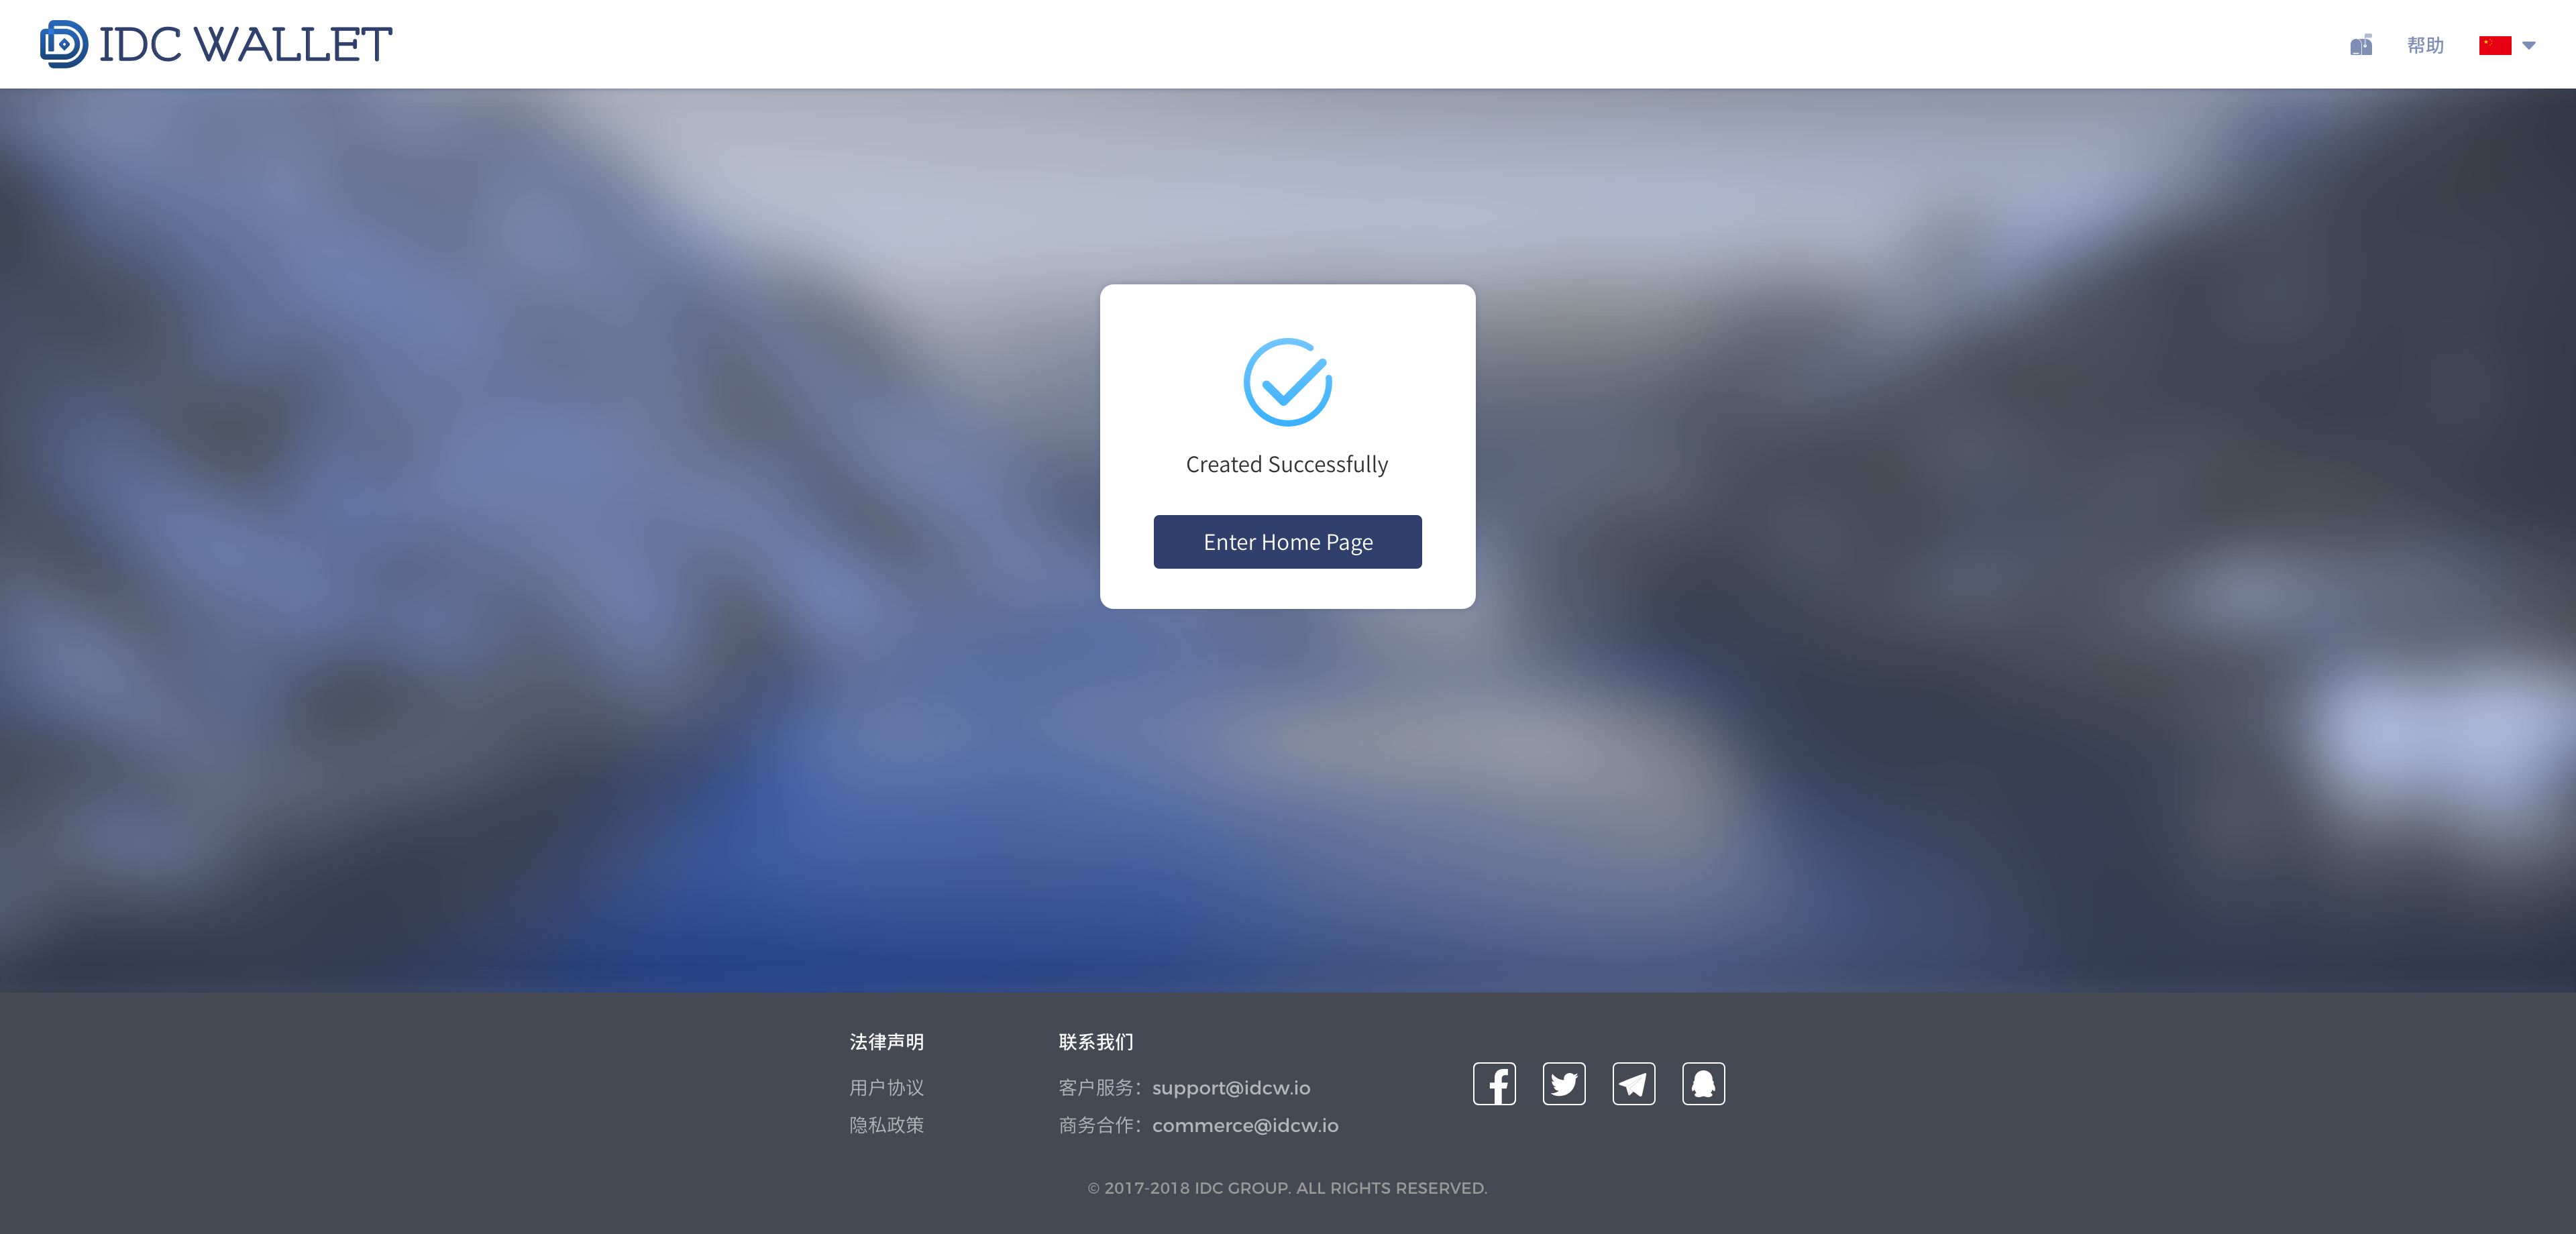 IDC WALLET
帮助
Created Successfully
Enter Home Page
法律声明
用户协议
隐私政策
联系我们
客户服务：support@idcw.io
商务合作：commerce@idcw.io
© 2017-2018 IDC GROUP. ALL RIGHTS RESERVED.